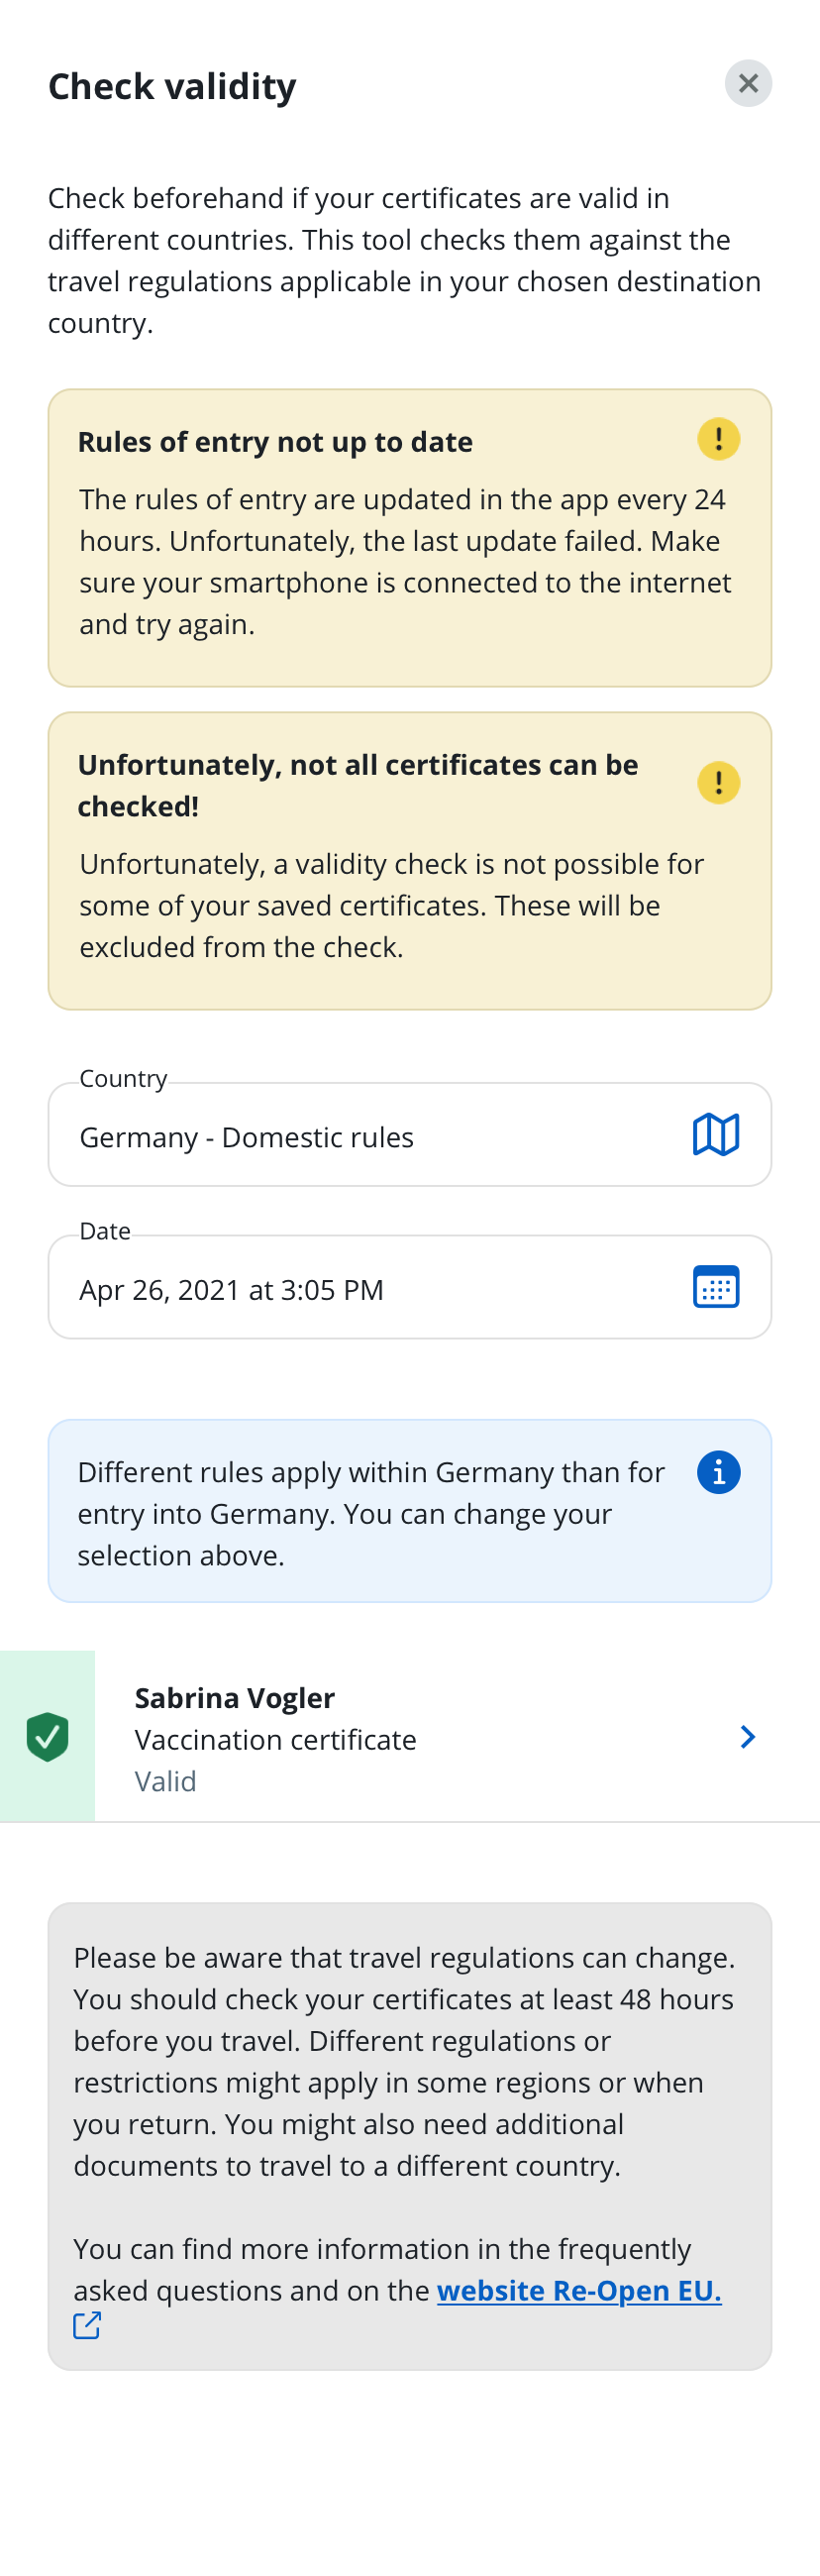 Check validity
Check beforehand if your certificates are valid in
different countries. This tool checks them against the
travel regulations applicable in your chosen destination
country.
Rules of entry not up to date
The rules of entry are updated in the app every 24
hours. Unfortunately, the last update failed. Make
sure your smartphone is connected to the internet
and try again.
Unfortunately, not all certificates can be
checked!
Unfortunately, a validity check is not possible for
some of your saved certificates. These will be
excluded from the check.
Country
Germany - Domestic rules
Date
Apr 26, 2021 at 3:05 PM
Different rules apply within Germany than for
entry into Germany. You can change your
selection above.
Sabrina Vogler
Vaccination certificate
Valid
Please be aware that travel regulations can change.
You should check your certificates at least 48 hours
before you travel. Different regulations or
restrictions might apply in some regions or when
you return. You might also need additional
documents to travel to a different country.
You can find more information in the frequently
asked questions and on the website Re-Open EU.